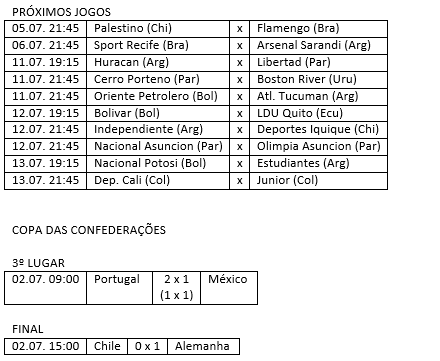 PRÓXIMOS JOGOS
05.07. 21:45 Palestino (Chi) x Flamengo (Bra)
06.07. 21:45 Sport Recife (Bra) x Arsenal Sarandi (Arg)
11.07. 19:15 Huracan (Arg) x Libertad (Par)
11.07. 21:45 Cerro Porteno (Par) x Boston River (Uru)
11.07. 21:45 Oriente Petrolero (Bol) x Atl. Tucuman (Arg)
12.07. 19:15 Bolivar (Bol) x LDU Quito (Ecu)
12.07. 21:45 Independiente (Arg) x Deportes Iquique (Chi)
12.07. 21:45 Nacional Asuncion (Par) x Olimpia Asuncion (Par)
13.07. 19:15 Nacional Potosi (Bol) x Estudiantes (Arg)
13.07. 21:45 Dep. Cali (Col) x Junior (Col)
COPA DAS CONFEDERAÇÕES
3º LUGAR
02.07. 09:00 Portugal 2 x 1 México
(1 x 1)
FINAL
02.07. 15:00 Chile 0 x 1 Alemanha